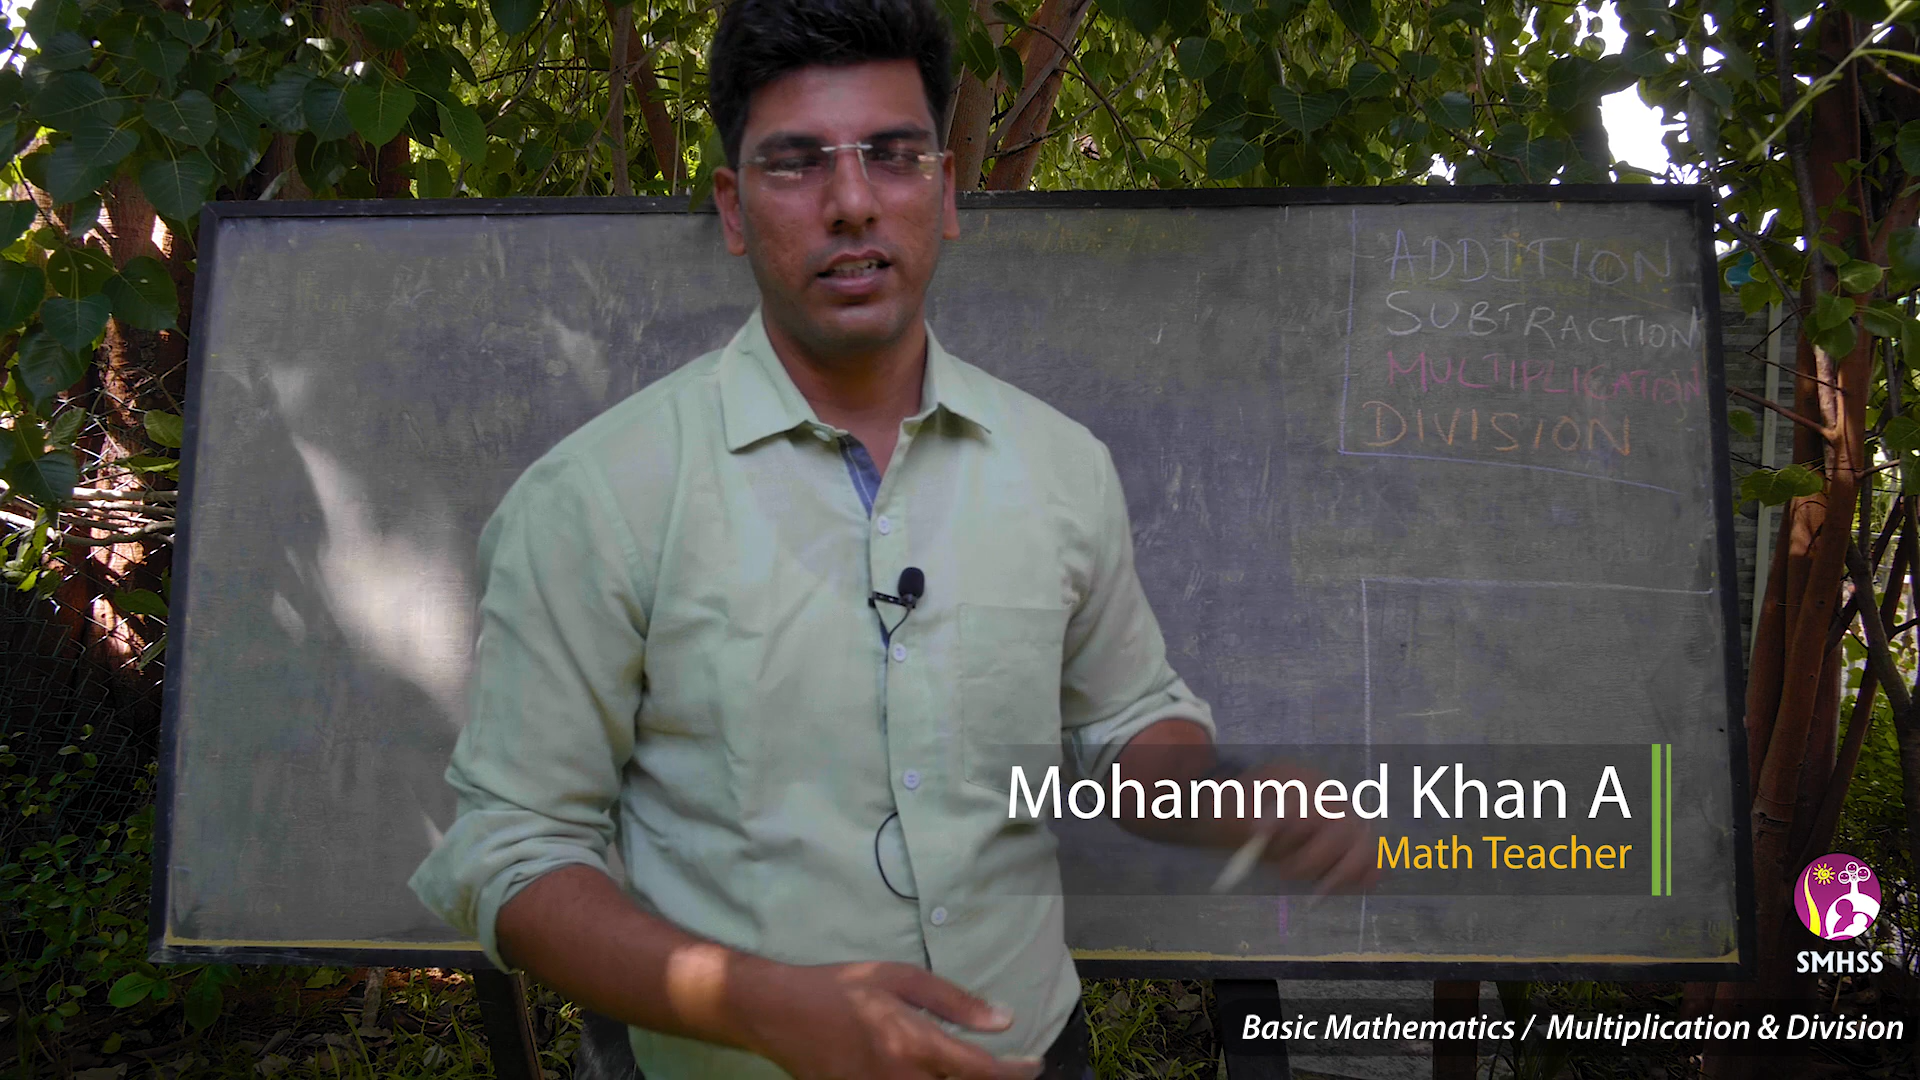 ADDITION
SUBTRACTION
MULTIPLICATION
DIVISION
Mohammed Khan A
Math Teacher
SMHSS
Basic Mathematics / Multiplication & Division